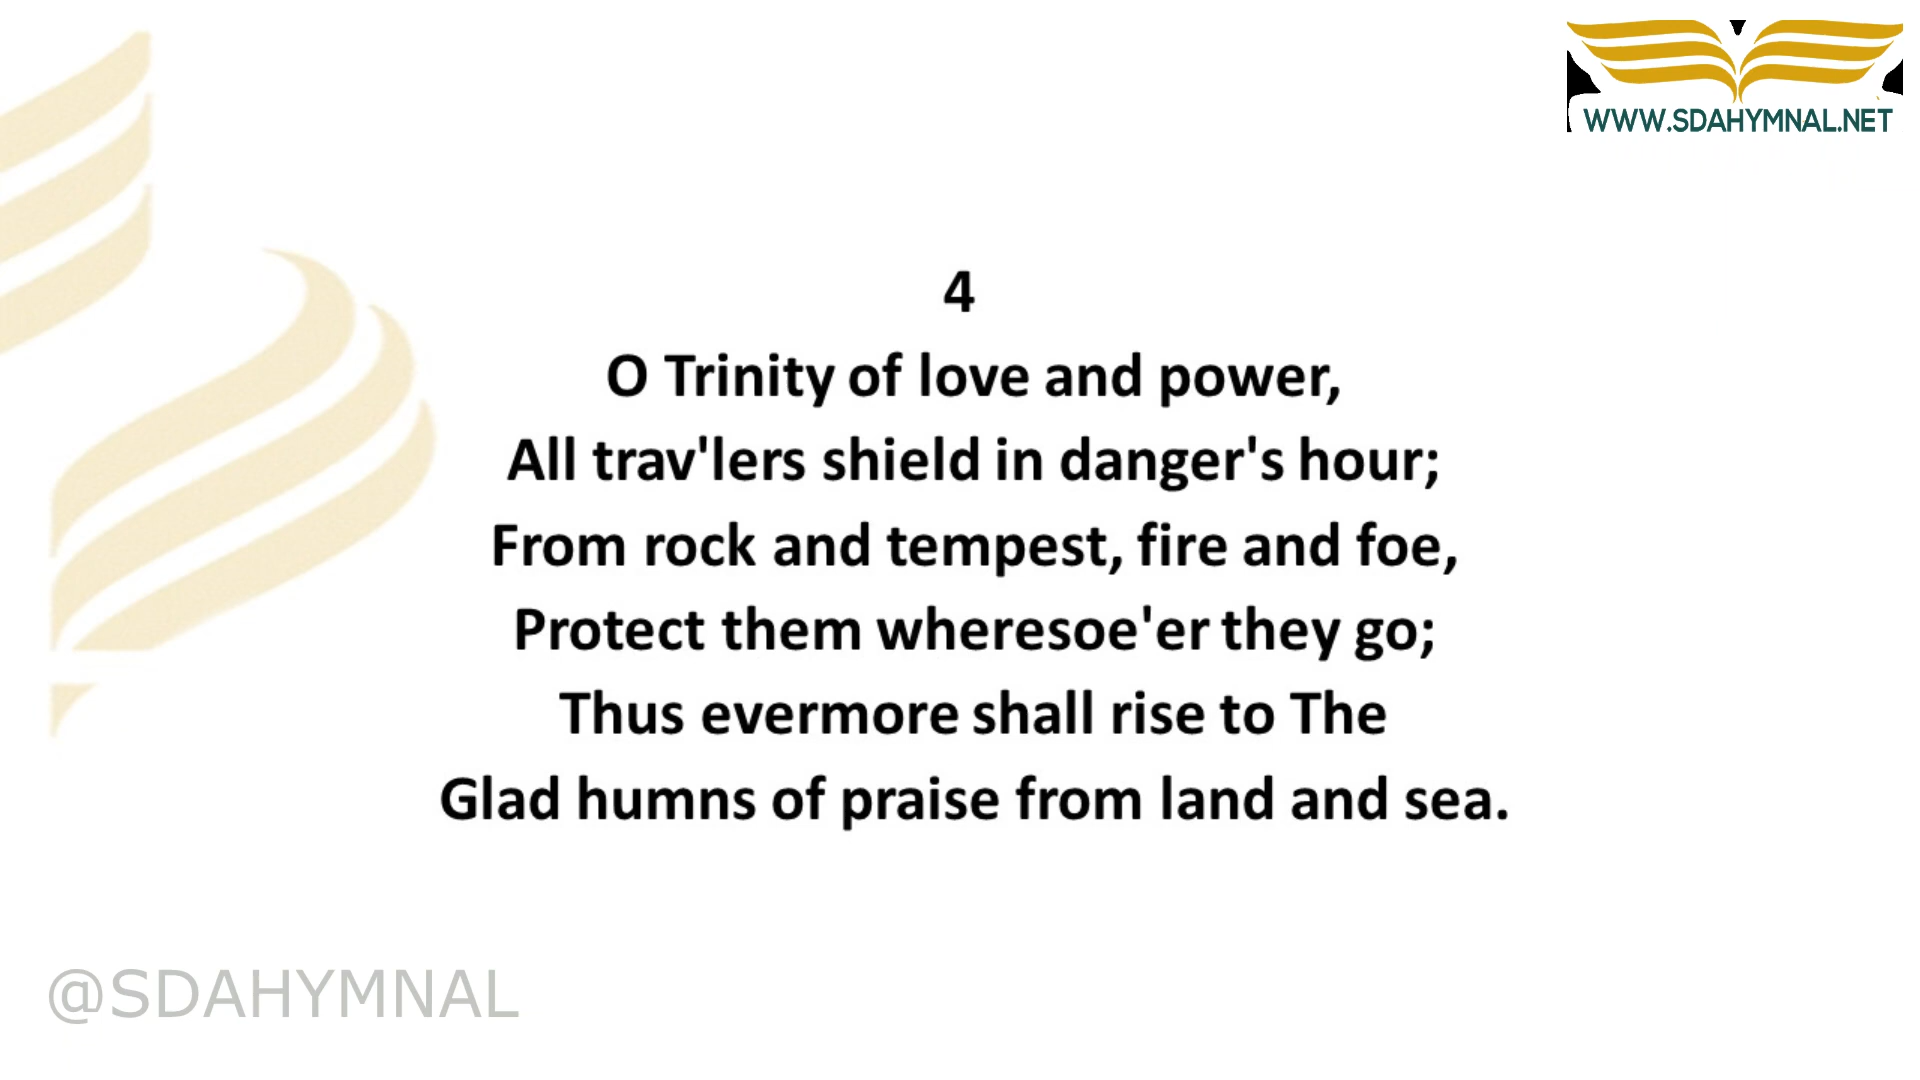 WWW.SDAHYMNAL.NET
4
O Trinity of love and power,
All trav'lers shield in danger's hour;
From rock and tempest, fire and foe,
Protect them wheresoe'er they go;
Thus evermore shall rise to The
Glad humns of praise from land and sea.
@SDAHYMNAL